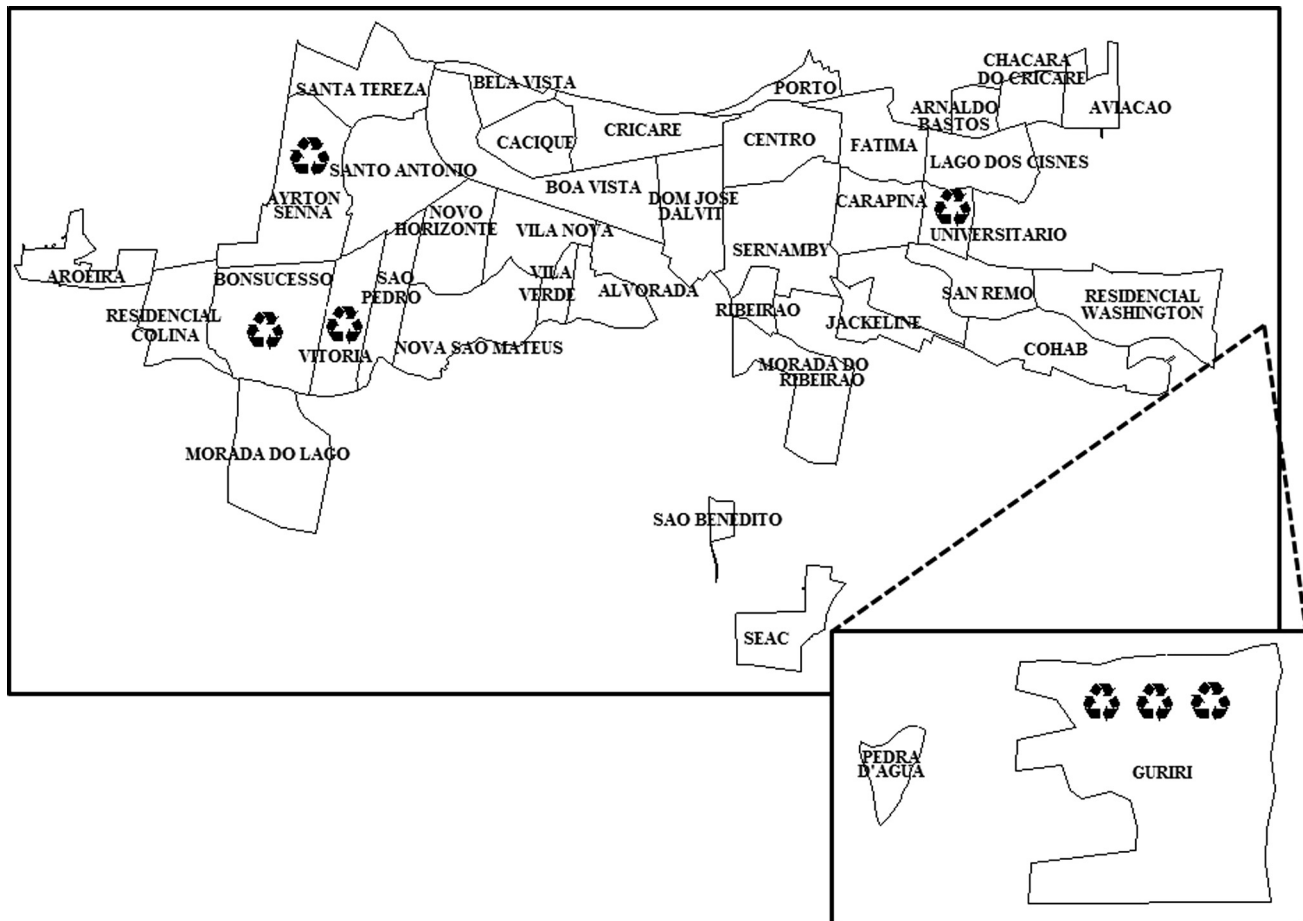 CHACARA
DO CRICARE
SANTA TEREZA
BELA VISTA
PORTO
ARNALDO
BASTOS
AVIACAO
CACIQUE
CRICARE
CENTRO
FATIMA
LAGO DOS CISNES
SANTO ANTONIO
AYRTON
SENNA
BOA VISTA
DOM JOSE
DALVIT
CARAPINA
NOVO
HORIZONTE
VILA NOVA
SERNAMBY
UNIVERSITARIO
AROEIRA
BONSUCESSO
SAO
PEDRO
VILA
VERDE
ALVORADA
SAN REMO
RESIDENCIAL
WASHINGTON
RESIDENCIAL
COLINA
RIBEIRAO
JACKELINE
VITORIA
NOVA SAO MATEUS
COHAB
MORADA DO
RIBEIRAO
MORADA DO LAGO
SAO BENEDITO
SEAC
PEDRA
D'AGUA
GURIRI